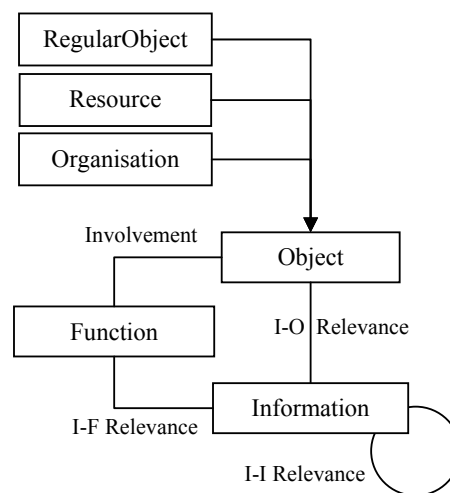 RegularObject
Resource
Organisation
Involvement
Object
Function
I-O Relevance
Information
I-F Relevance
I-I Relevance